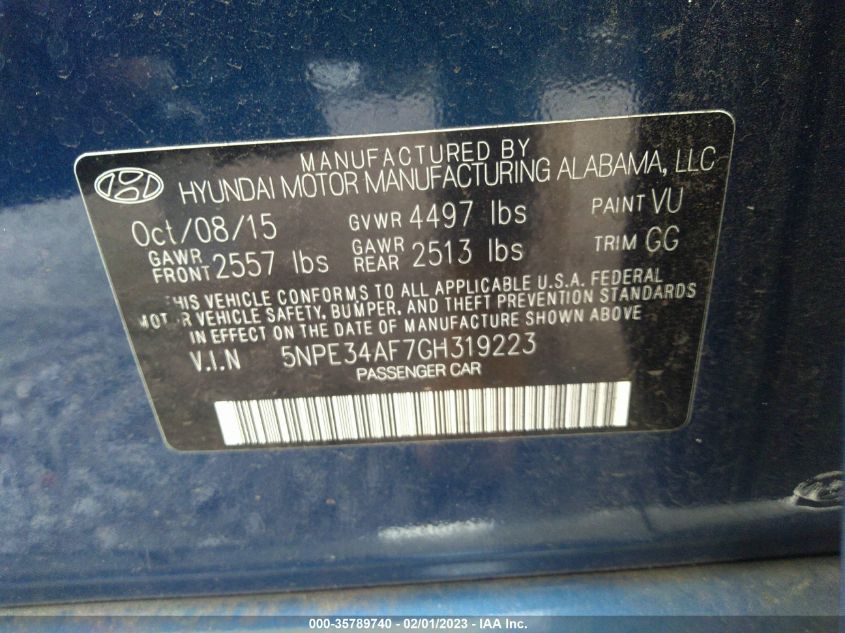 MANUFACTURED BY
HYUNDAI MOTOR MANUFACTURING ALABAMA, LLC
Oct/08/15 GVWR 4497 lbs PAINT VU
GAWR FRONT 2557 lbs GAWR REAR 2513 lbs TRIM GG
THIS VEHICLE CONFORMS TO ALL APPLICABLE U.S.A. FEDERAL
MOTOR VEHICLE SAFETY, BUMPER, AND THEFT PREVENTION STANDARDS
IN EFFECT ON THE DATE OF MANUFACTURE SHOWN ABOVE
V.I.N 5NPE34AF7GH319223
PASSENGER CAR
000-35789740 - 02/01/2023 - IAA Inc.